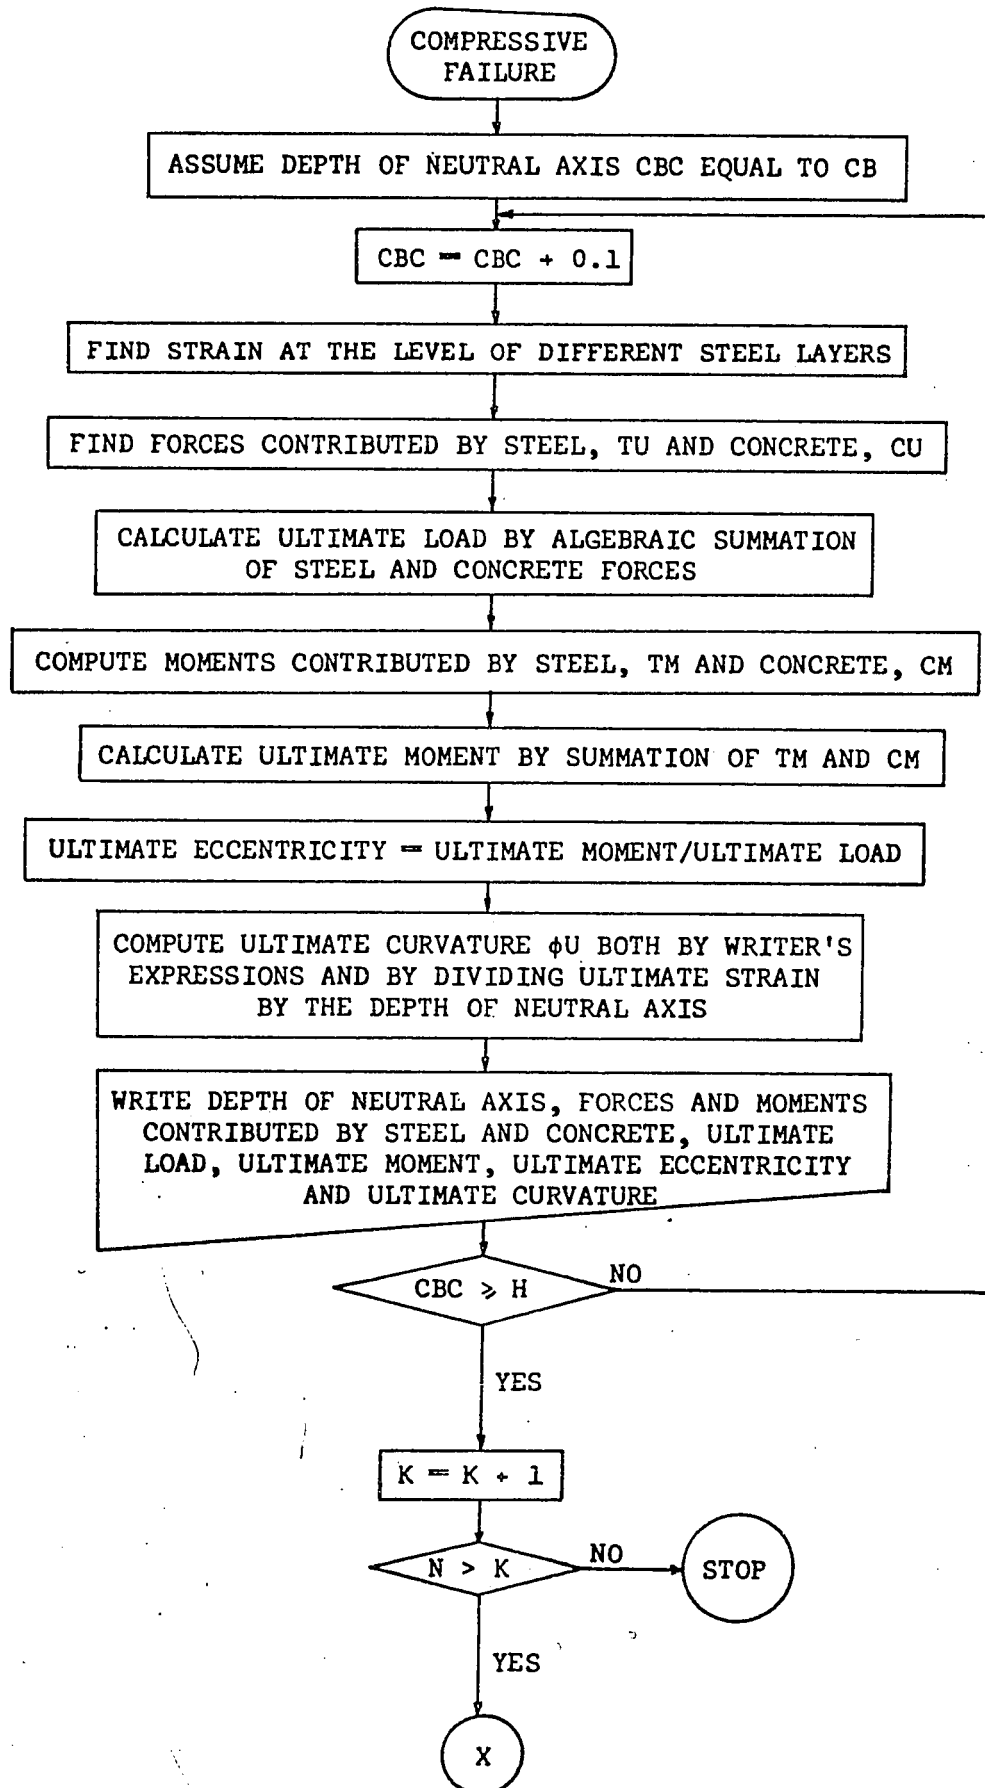 COMPRESSIVE
FAILURE
ASSUME DEPTH OF NEUTRAL AXIS CBC EQUAL TO CB
CBC = CBC + 0.1
FIND STRAIN AT THE LEVEL OF DIFFERENT STEEL LAYERS
FIND FORCES CONTRIBUTED BY STEEL, TU AND CONCRETE, CU
CALCULATE ULTIMATE LOAD BY ALGEBRAIC SUMMATION
OF STEEL AND CONCRETE FORCES
COMPUTE MOMENTS CONTRIBUTED BY STEEL, TM AND CONCRETE, CM
CALCULATE ULTIMATE MOMENT BY SUMMATION OF TM AND CM
ULTIMATE ECCENTRICITY = ULTIMATE MOMENT/ULTIMATE LOAD
COMPUTE ULTIMATE CURVATURE ϕU BOTH BY WRITER'S
EXPRESSIONS AND BY DIVIDING ULTIMATE STRAIN
BY THE DEPTH OF NEUTRAL AXIS
WRITE DEPTH OF NEUTRAL AXIS, FORCES AND MOMENTS
CONTRIBUTED BY STEEL AND CONCRETE, ULTIMATE
LOAD, ULTIMATE MOMENT, ULTIMATE ECCENTRICITY
AND ULTIMATE CURVATURE
CBC ⩾ H
NO
YES
K = K + 1
N > K
NO
STOP
YES
X